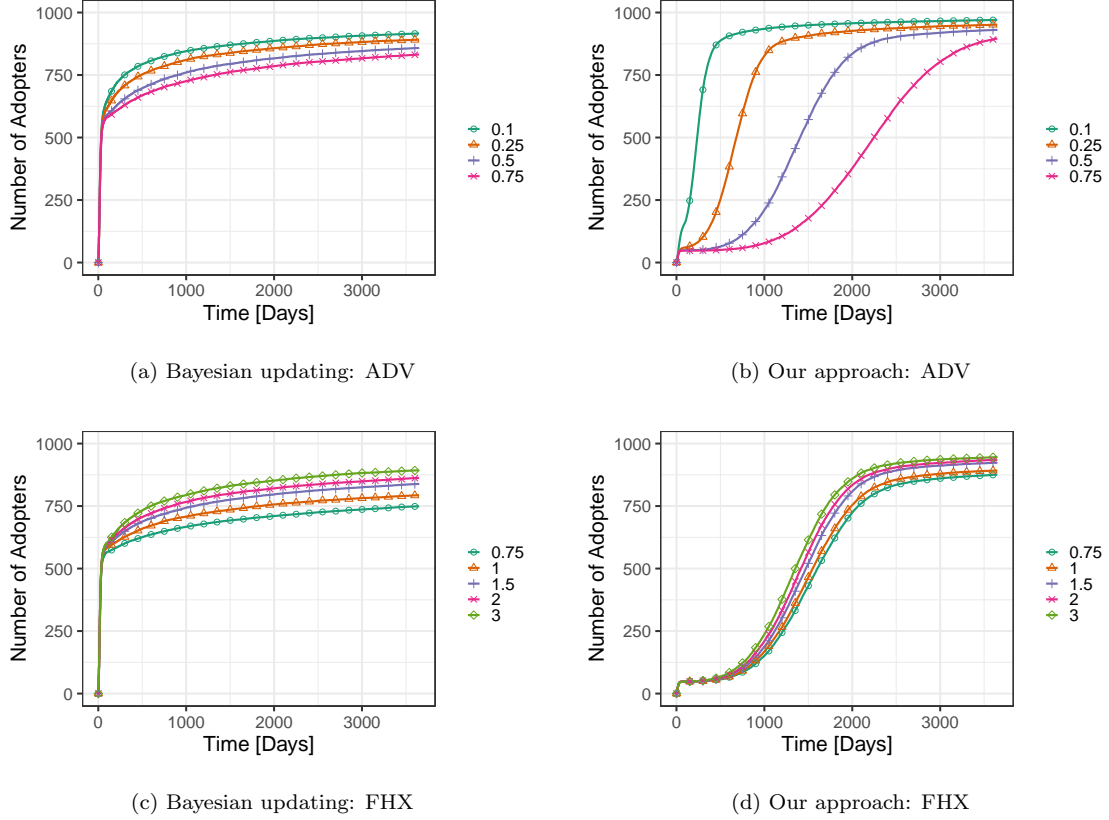 1000
750
500
250
0
Number of Adopters
0 1000 2000 3000
Time [Days]
0.1
0.25
0.5
0.75
(a) Bayesian updating: ADV
1000
750
500
250
0
Number of Adopters
0 1000 2000 3000
Time [Days]
0.1
0.25
0.5
0.75
(b) Our approach: ADV
1000
750
500
250
0
Number of Adopters
0 1000 2000 3000
Time [Days]
0.75
1
1.5
2
3
(c) Bayesian updating: FHX
1000
750
500
250
0
Number of Adopters
0 1000 2000 3000
Time [Days]
0.75
1
1.5
2
3
(d) Our approach: FHX